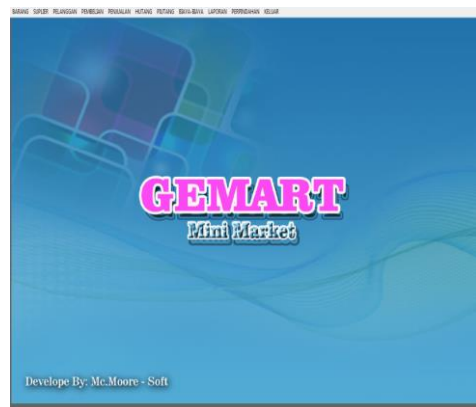 BARANG SUPLIER PELANGGAN PEMBELIAN PENJUALAN HUTANG PIUTANG BIAYA-BIAYA LAPORAN PERPINDAHAN KELUAR
GEMART
Mini Market
Develope By: Mc.Moore - Soft